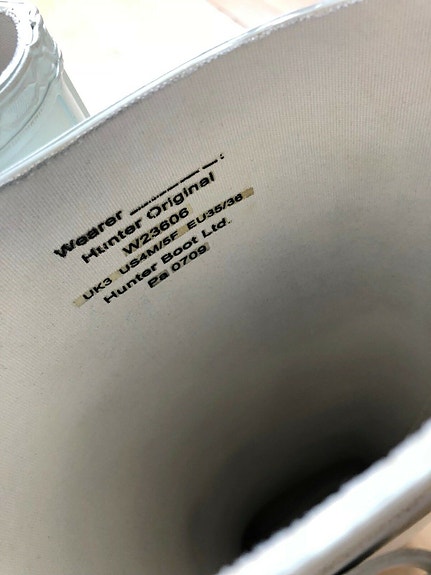 Wearer
Hunter Original
W23606
UK3 US4M/5F EU35/36
Hunter Boot Ltd.
Pa 0709